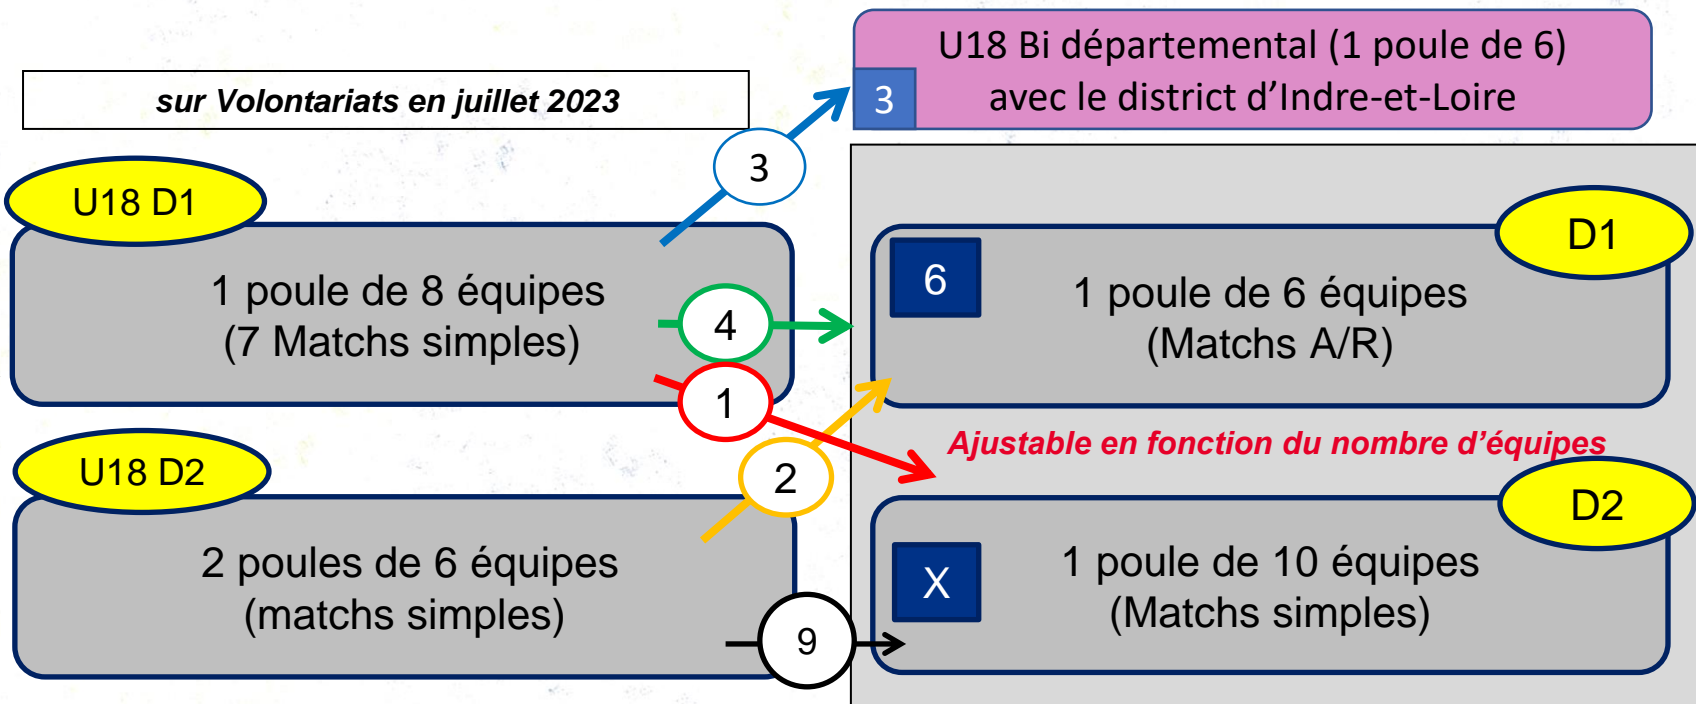 U18 Bi départemental (1 poule de 6)
avec le district d’Indre-et-Loire
3
sur Volontariats en juillet 2023
3
U18 D1
1 poule de 8 équipes
(7 Matchs simples)
4
1
D1
6
1 poule de 6 équipes
(Matchs A/R)
Ajustable en fonction du nombre d’équipes
U18 D2
2 poules de 6 équipes
(matchs simples)
2
9
D2
X
1 poule de 10 équipes
(Matchs simples)